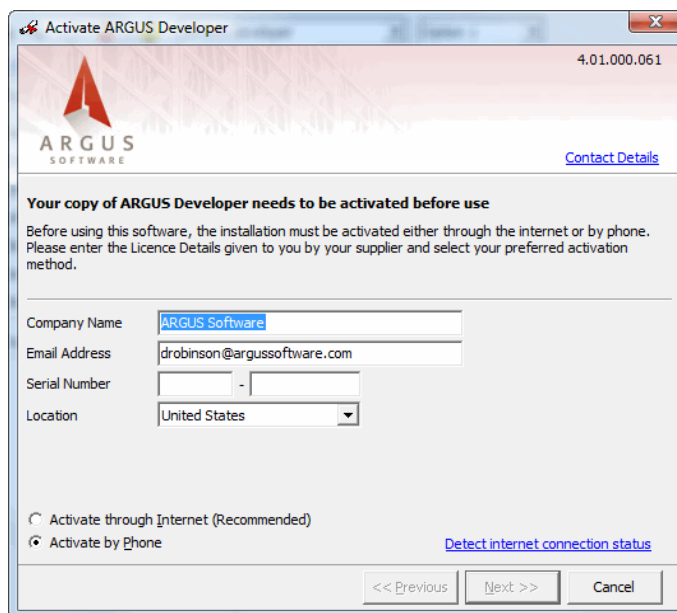 Activate ARGUS Developer
4.01.000.061
ARGUS
SOFTWARE
Contact Details
Your copy of ARGUS Developer needs to be activated before use
Before using this software, the installation must be activated either through the internet or by phone.
Please enter the Licence Details given to you by your supplier and select your preferred activation
method.
Company Name ARGUS Software
Email Address drobinson@argussoftware.com
Serial Number -
Location United States
Activate through Internet (Recommended)
Activate by Phone
Detect internet connection status
<< Previous Next >> Cancel